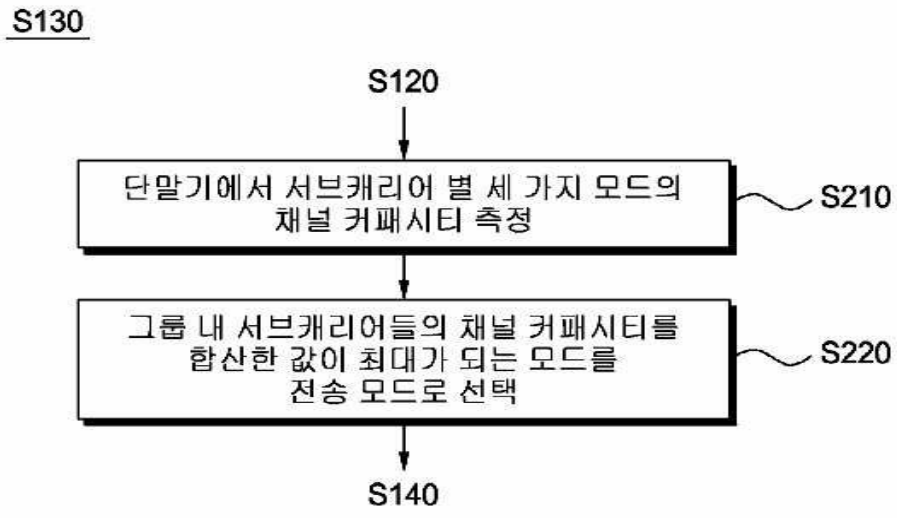 S130
S120
단말기에서 서브캐리어 별 세 가지 모드의
채널 커패시티 측정
S210
그룹 내 서브캐리어들의 채널 커패시티를
합산한 값이 최대가 되는 모드를
전송 모드로 선택
S220
S140